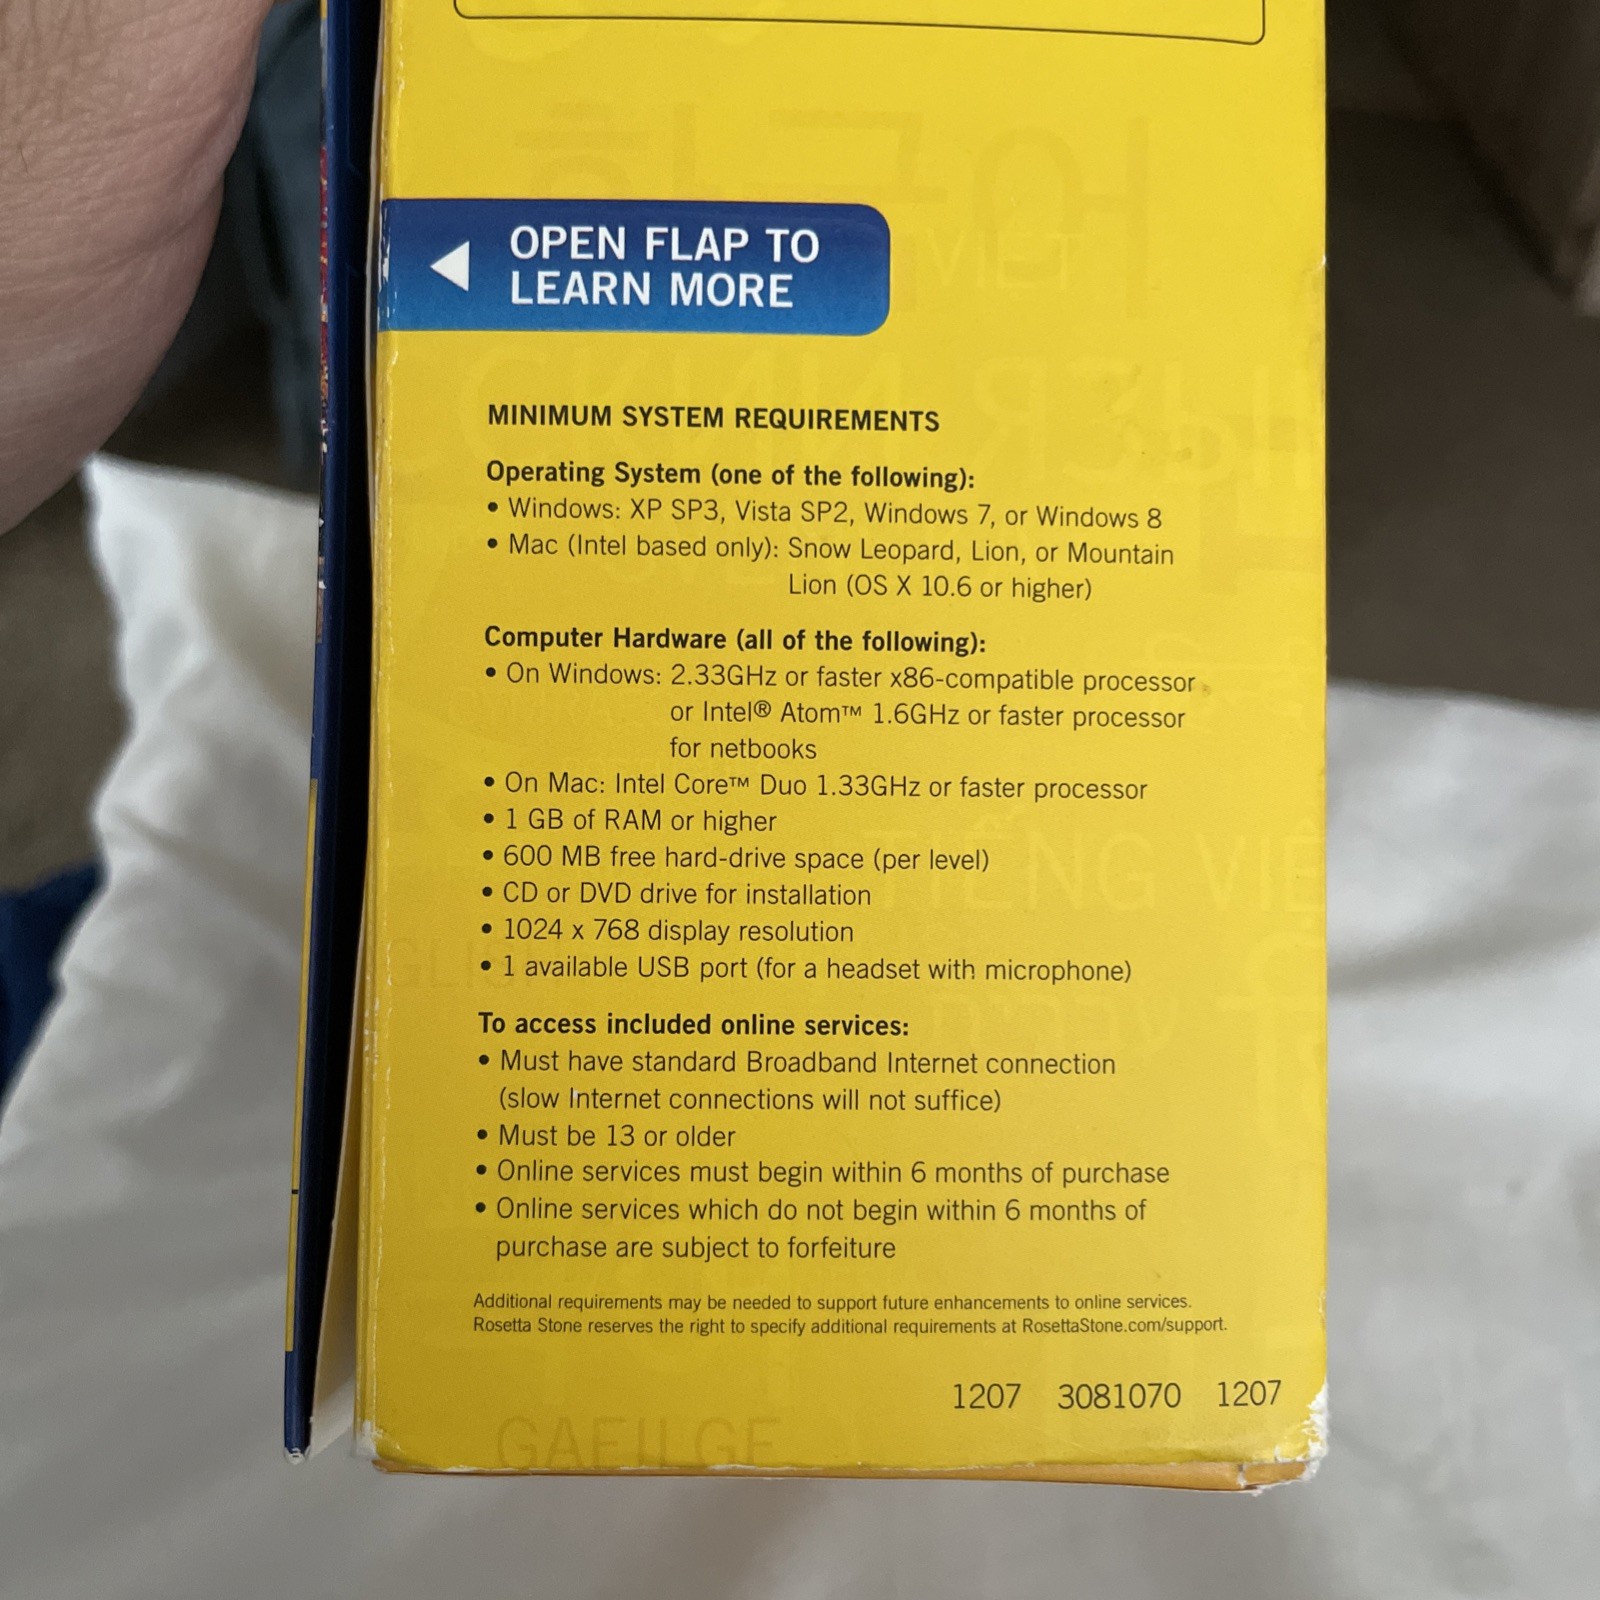 OPEN FLAP TO
LEARN MORE
VIỆT
MINIMUM SYSTEM REQUIREMENTS
Operating System (one of the following):
• Windows: XP SP3, Vista SP2, Windows 7, or Windows 8
• Mac (Intel based only): Snow Leopard, Lion, or Mountain
Lion (OS X 10.6 or higher)
Computer Hardware (all of the following):
• On Windows: 2.33GHz or faster x86-compatible processor
or Intel® Atom™ 1.6GHz or faster processor
for netbooks
• On Mac: Intel Core™ Duo 1.33GHz or faster processor
• 1 GB of RAM or higher
• 600 MB free hard-drive space (per level)
TIẾNG VIỆ
• CD or DVD drive for installation
• 1024 x 768 display resolution
• 1 available USB port (for a headset with microphone)
עברית
To access included online services:
• Must have standard Broadband Internet connection
(slow Internet connections will not suffice)
• Must be 13 or older
• Online services must begin within 6 months of purchase
• Online services which do not begin within 6 months of
purchase are subject to forfeiture
Additional requirements may be needed to support future enhancements to online services.
Rosetta Stone reserves the right to specify additional requirements at RosettaStone.com/support.
1207 3081070 1207
GAEILGE